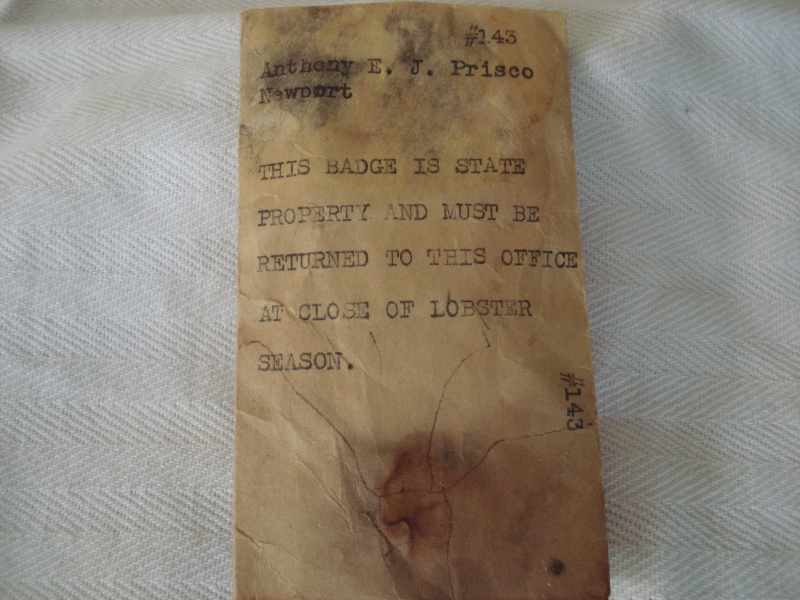 #143
Anthony E. J. Prisco
Newport
THIS BADGE IS STATE
PROPERTY AND MUST BE
RETURNED TO THIS OFFICE
AT CLOSE OF LOBSTER
SEASON.
#143